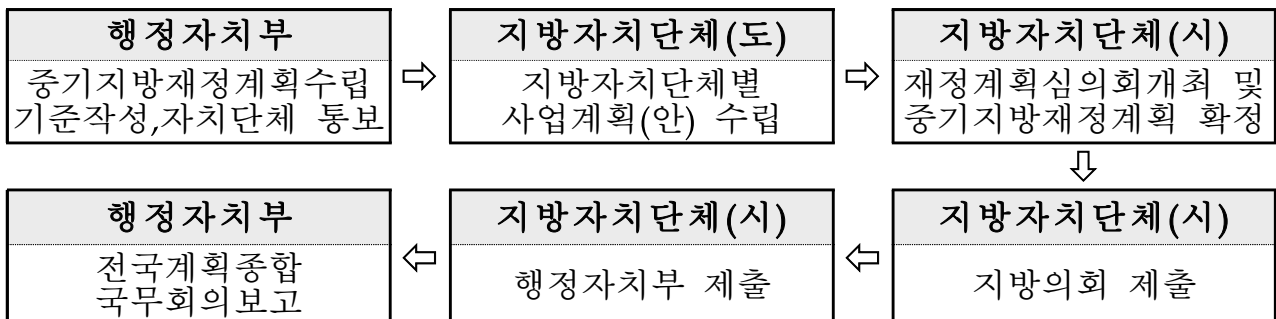 행정자치부
중기지방재정계획수립
기준작성,자치단체 통보
지방자치단체(도)
지방자치단체별
사업계획(안) 수립
지방자치단체(시)
재정계획심의회개최 및
중기지방재정계획 확정
지방자치단체(시)
지방의회 제출
지방자치단체(시)
행정자치부 제출
행정자치부
전국계획종합
국무회의보고